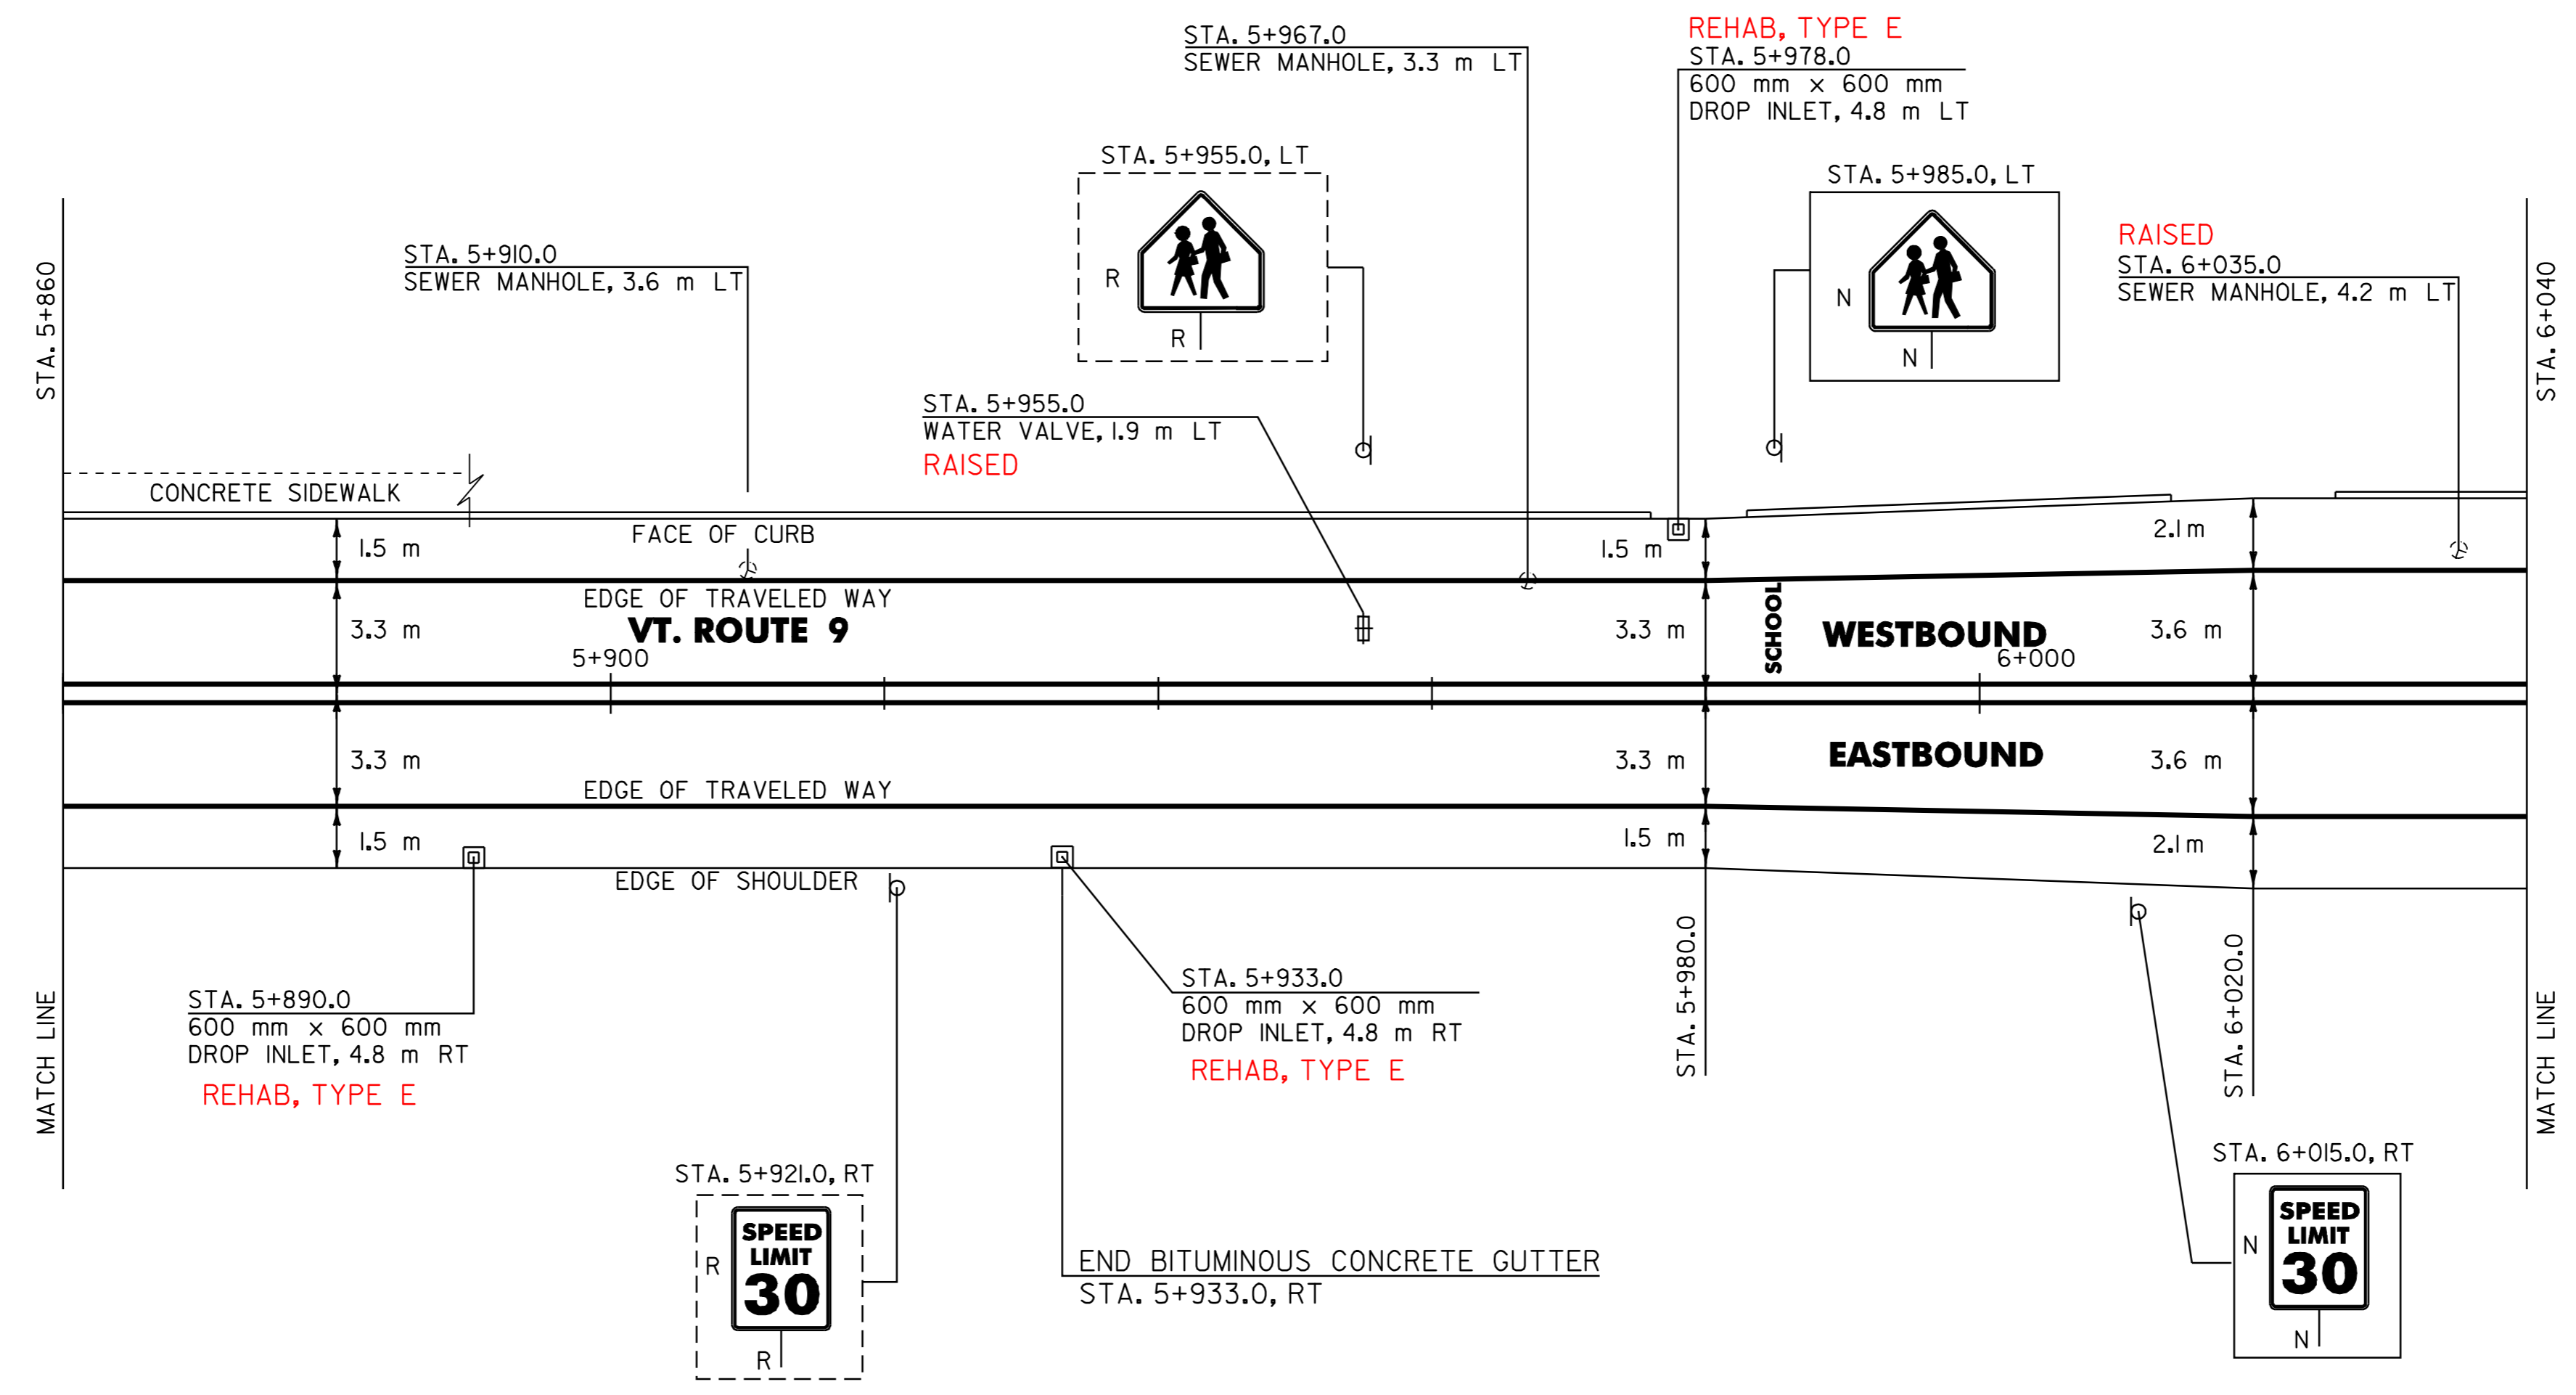 REHAB, TYPE E
STA. 5+967.0
SEWER MANHOLE, 3.3 m LT
STA. 5+978.0
600 mm x 600 mm
DROP INLET, 4.8 m LT
STA. 5+955.0, LT
R
R
STA. 5+985.0, LT
N
N
RAISED
STA. 6+035.0
SEWER MANHOLE, 4.2 m LT
STA. 5+910.0
SEWER MANHOLE, 3.6 m LT
STA. 5+860
STA. 6+040
STA. 5+955.0
WATER VALVE, 1.9 m LT
RAISED
CONCRETE SIDEWALK
FACE OF CURB
1.5 m
1.5 m
2.1 m
EDGE OF TRAVELED WAY
3.3 m
VT. ROUTE 9
5+900
3.3 m
SCHOOL
WESTBOUND
6+000
3.6 m
3.3 m
3.3 m
EASTBOUND
3.6 m
EDGE OF TRAVELED WAY
1.5 m
1.5 m
2.1 m
EDGE OF SHOULDER
STA. 5+980.0
STA. 6+020.0
STA. 5+890.0
600 mm x 600 mm
DROP INLET, 4.8 m RT
REHAB, TYPE E
STA. 5+933.0
600 mm x 600 mm
DROP INLET, 4.8 m RT
REHAB, TYPE E
MATCH LINE
MATCH LINE
STA. 5+921.0, RT
SPEED
LIMIT
30
R
R
END BITUMINOUS CONCRETE GUTTER
STA. 5+933.0, RT
STA. 6+015.0, RT
SPEED
LIMIT
30
N
N